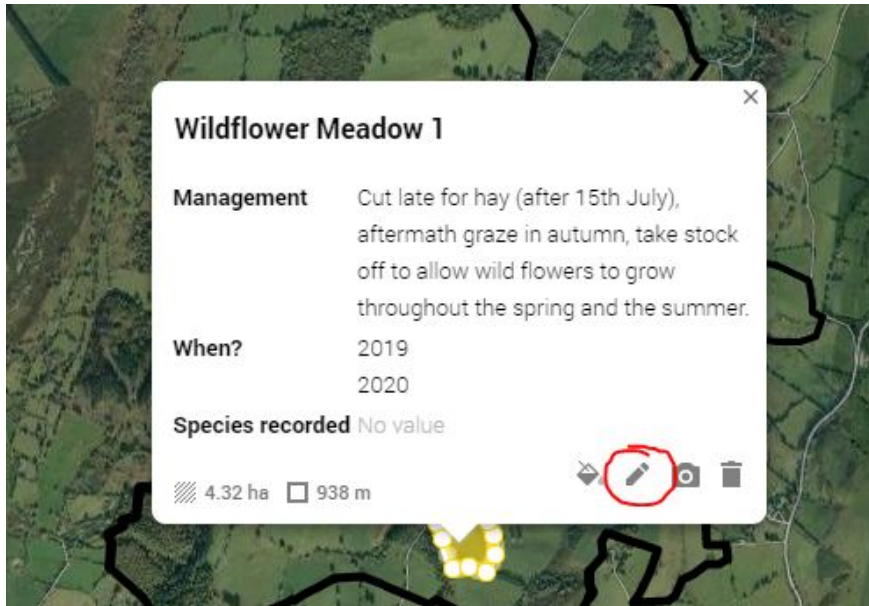 Wildflower Meadow 1
Management Cut late for hay (after 15th July),
aftermath graze in autumn, take stock
off to allow wild flowers to grow
throughout the spring and the summer.
When? 2019
2020
Species recorded No value
4.32 ha 938 m